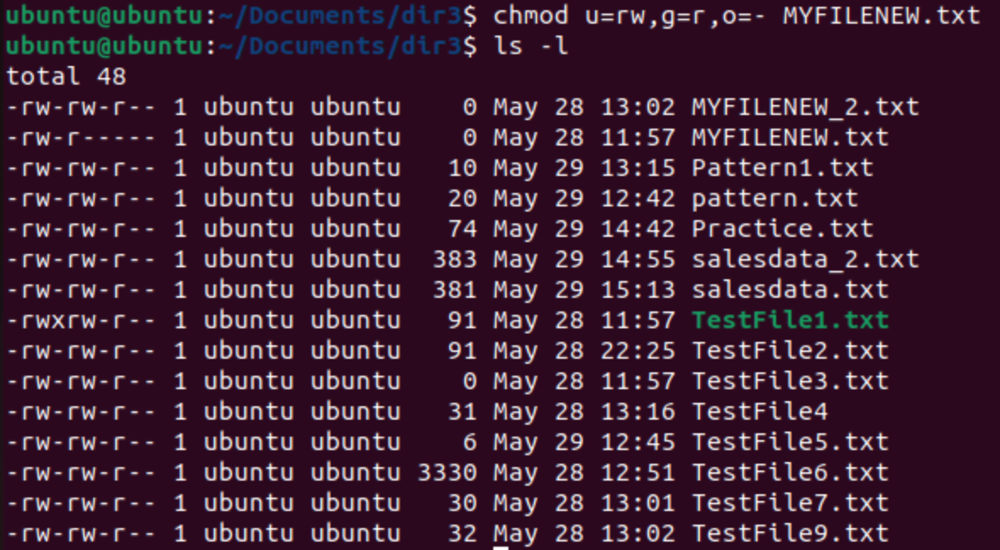 ubuntu@ubuntu:~/Documents/dir3$ chmod u=rw,g=r,o=- MYFILENEW.txt
ubuntu@ubuntu:~/Documents/dir3$ ls -l
total 48
-rw-rw-r-- 1 ubuntu ubuntu    0 May 28 13:02 MYFILENEW_2.txt
-rw-r----- 1 ubuntu ubuntu    0 May 28 11:57 MYFILENEW.txt
-rw-rw-r-- 1 ubuntu ubuntu   10 May 29 13:15 Pattern1.txt
-rw-rw-r-- 1 ubuntu ubuntu   20 May 29 12:42 pattern.txt
-rw-rw-r-- 1 ubuntu ubuntu   74 May 29 14:42 Practice.txt
-rw-rw-r-- 1 ubuntu ubuntu  383 May 29 14:55 salesdata_2.txt
-rw-rw-r-- 1 ubuntu ubuntu  381 May 29 15:13 salesdata.txt
-rwxrw-r-- 1 ubuntu ubuntu   91 May 28 11:57 TestFile1.txt
-rw-rw-r-- 1 ubuntu ubuntu   91 May 28 22:25 TestFile2.txt
-rw-rw-r-- 1 ubuntu ubuntu    0 May 28 11:57 TestFile3.txt
-rw-rw-r-- 1 ubuntu ubuntu   31 May 28 13:16 TestFile4
-rw-rw-r-- 1 ubuntu ubuntu    6 May 29 12:45 TestFile5.txt
-rw-rw-r-- 1 ubuntu ubuntu 3330 May 28 12:51 TestFile6.txt
-rw-rw-r-- 1 ubuntu ubuntu   30 May 28 13:01 TestFile7.txt
-rw-rw-r-- 1 ubuntu ubuntu   32 May 28 13:02 TestFile9.txt